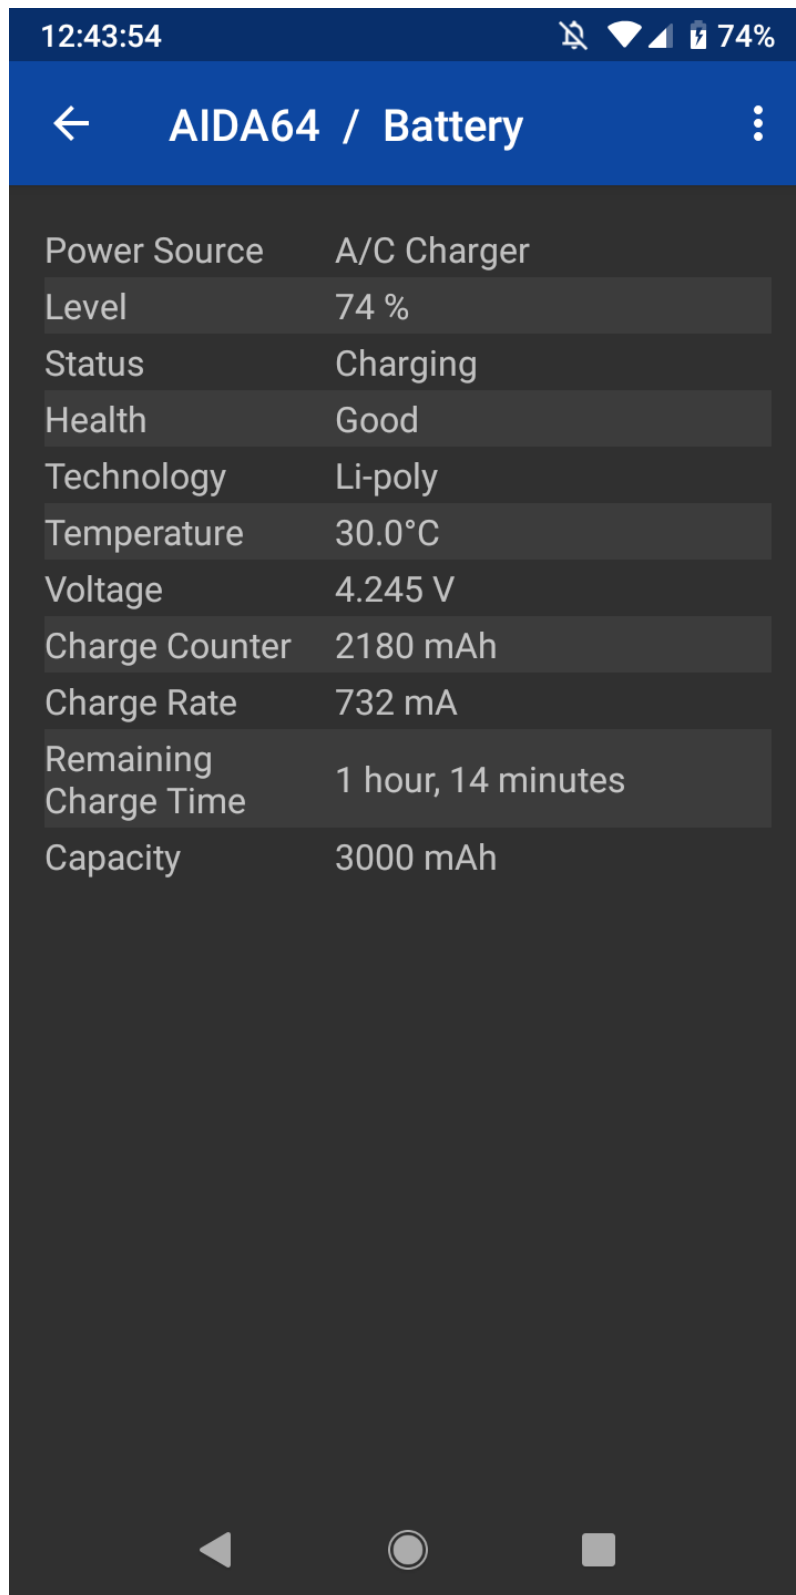 12:43:54 74%
AIDA64 / Battery
Power Source A/C Charger
Level 74 %
Status Charging
Health Good
Technology Li-poly
Temperature 30.0°C
Voltage 4.245 V
Charge Counter 2180 mAh
Charge Rate 732 mA
Remaining
Charge Time 1 hour, 14 minutes
Capacity 3000 mAh